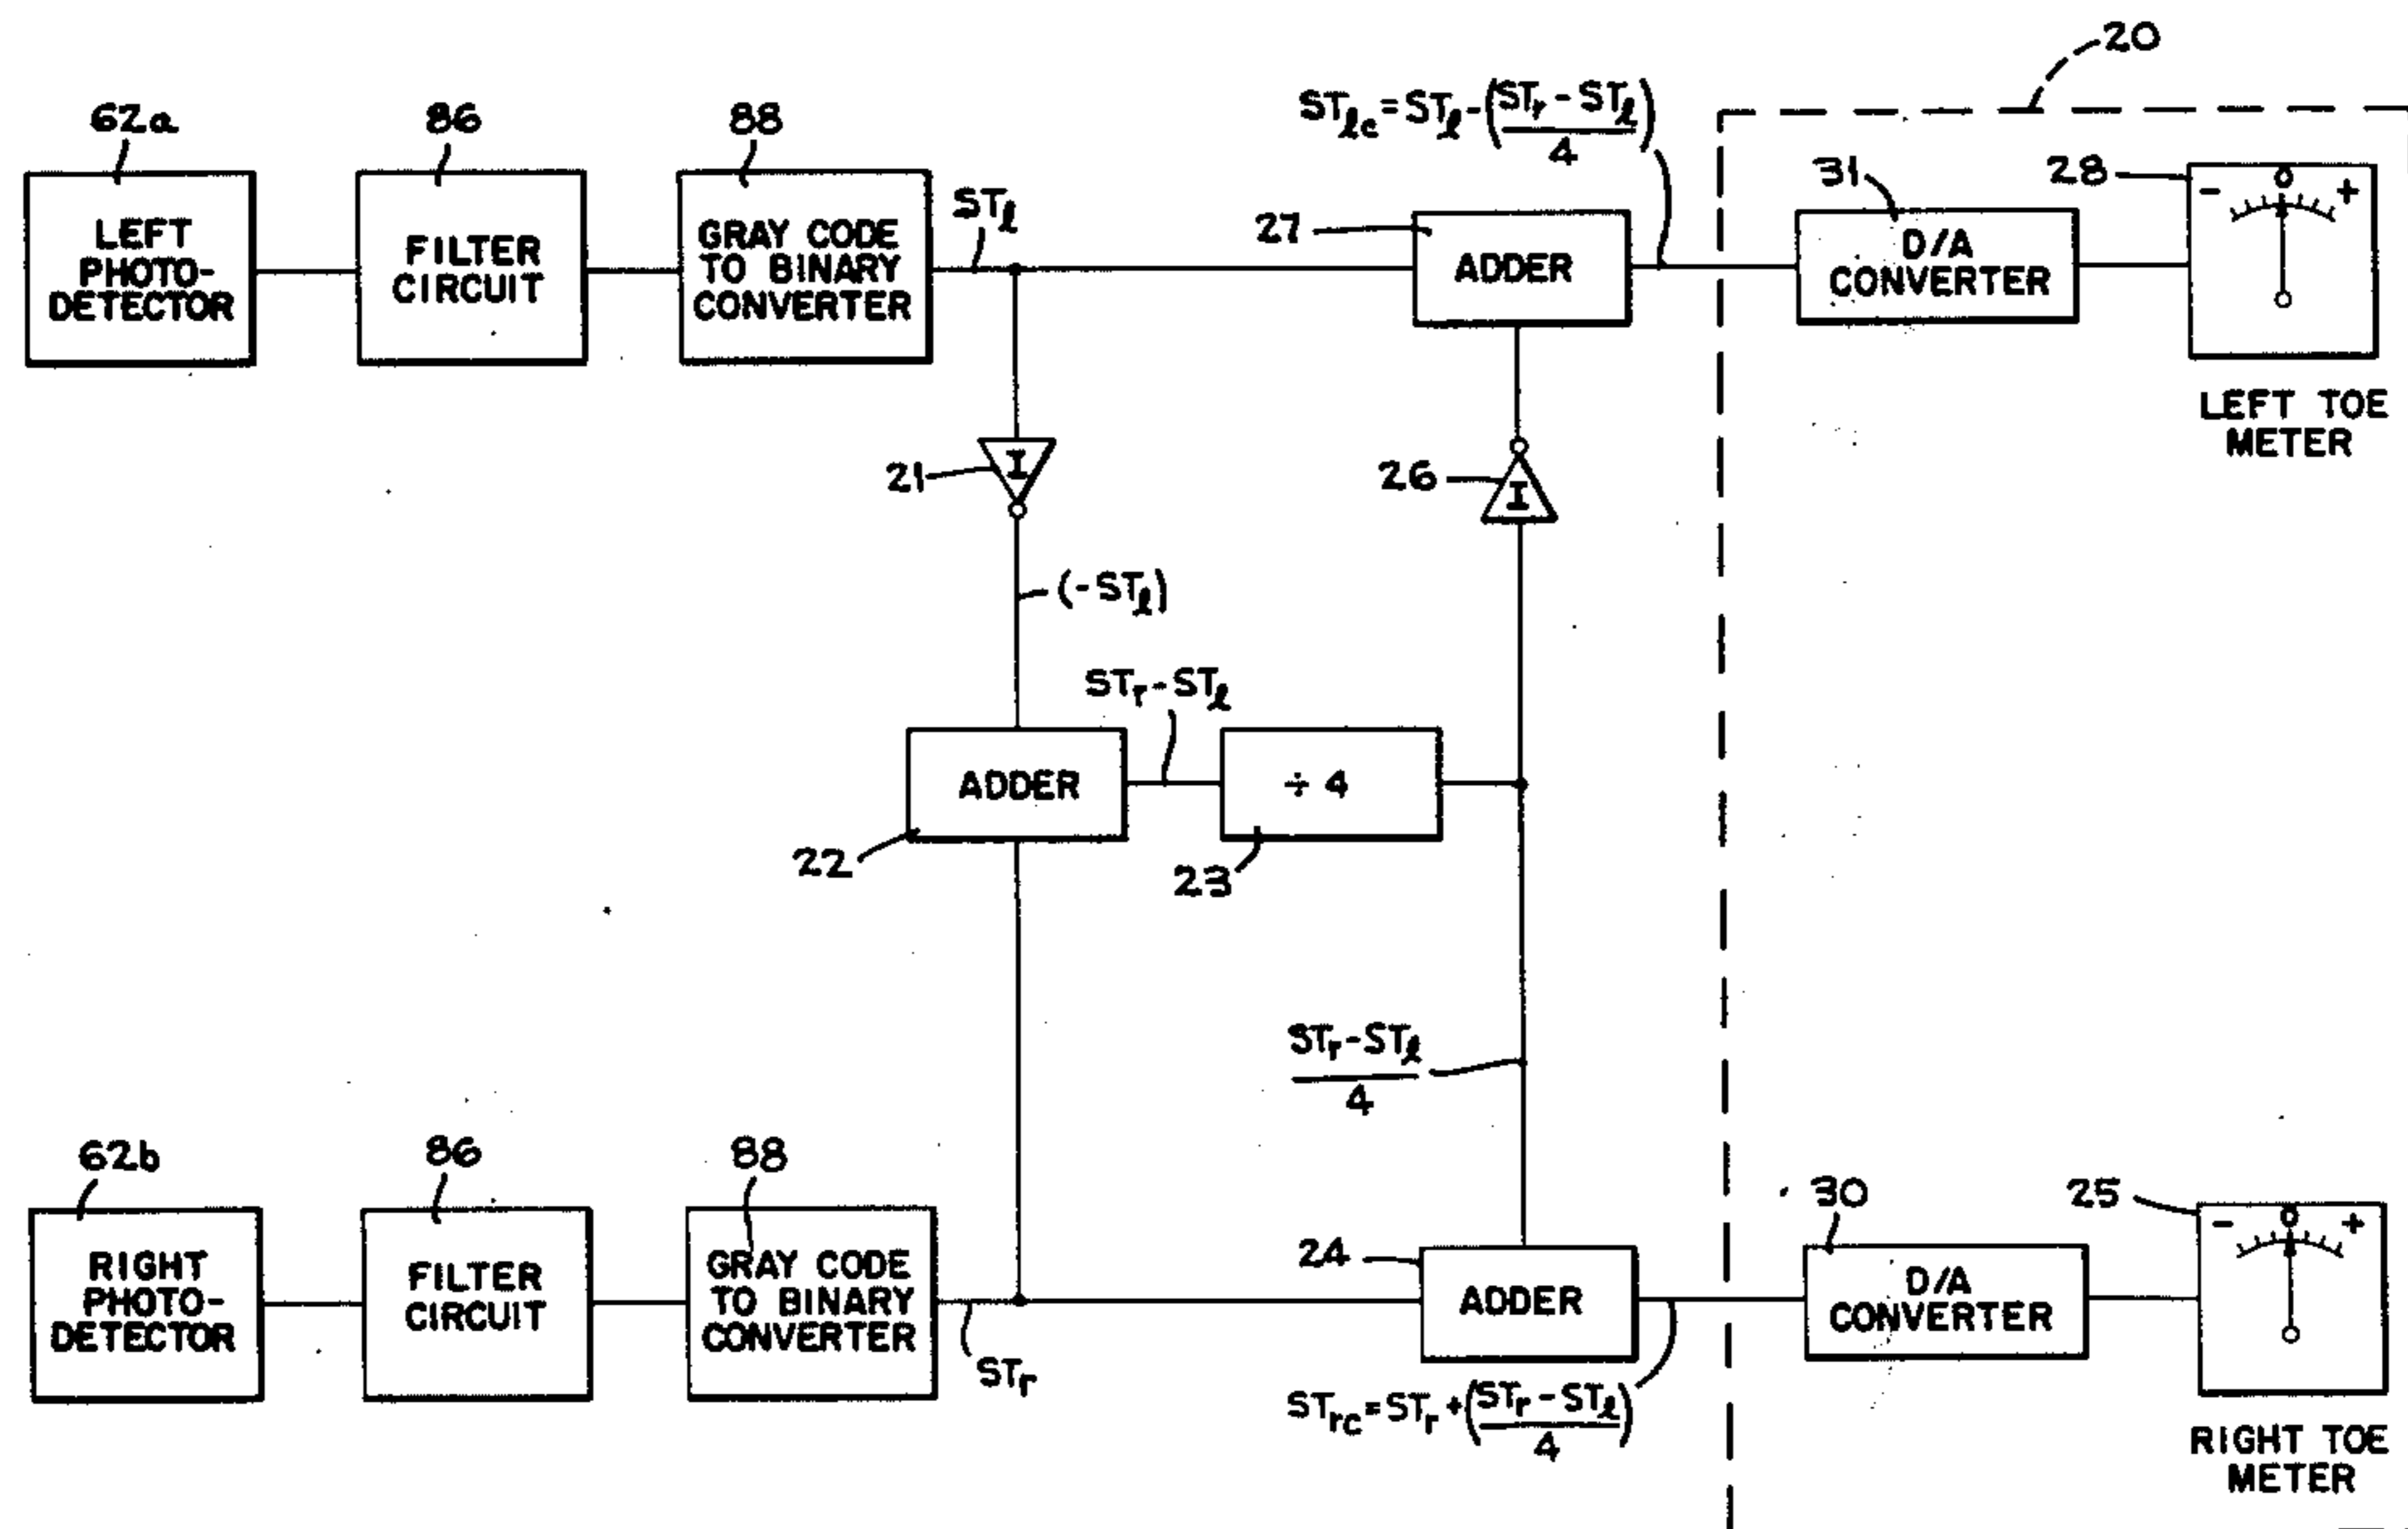 20
62a
86
88
ST_lc = ST_l - (ST_r - ST_l / 4)
31
28
- 0 +
LEFT
PHOTO-
DETECTOR
FILTER
CIRCUIT
GRAY CODE
TO BINARY
CONVERTER
ST_l
27
ADDER
D/A
CONVERTER
LEFT TOE
METER
21
I
26
I
(-ST_l)
ST_r - ST_l
ADDER
÷ 4
22
23
ST_r - ST_l
4
62b
86
88
30
25
- 0 +
RIGHT
PHOTO-
DETECTOR
FILTER
CIRCUIT
GRAY CODE
TO BINARY
CONVERTER
24
ADDER
D/A
CONVERTER
ST_r
ST_rc = ST_r + (ST_r - ST_l / 4)
RIGHT TOE
METER